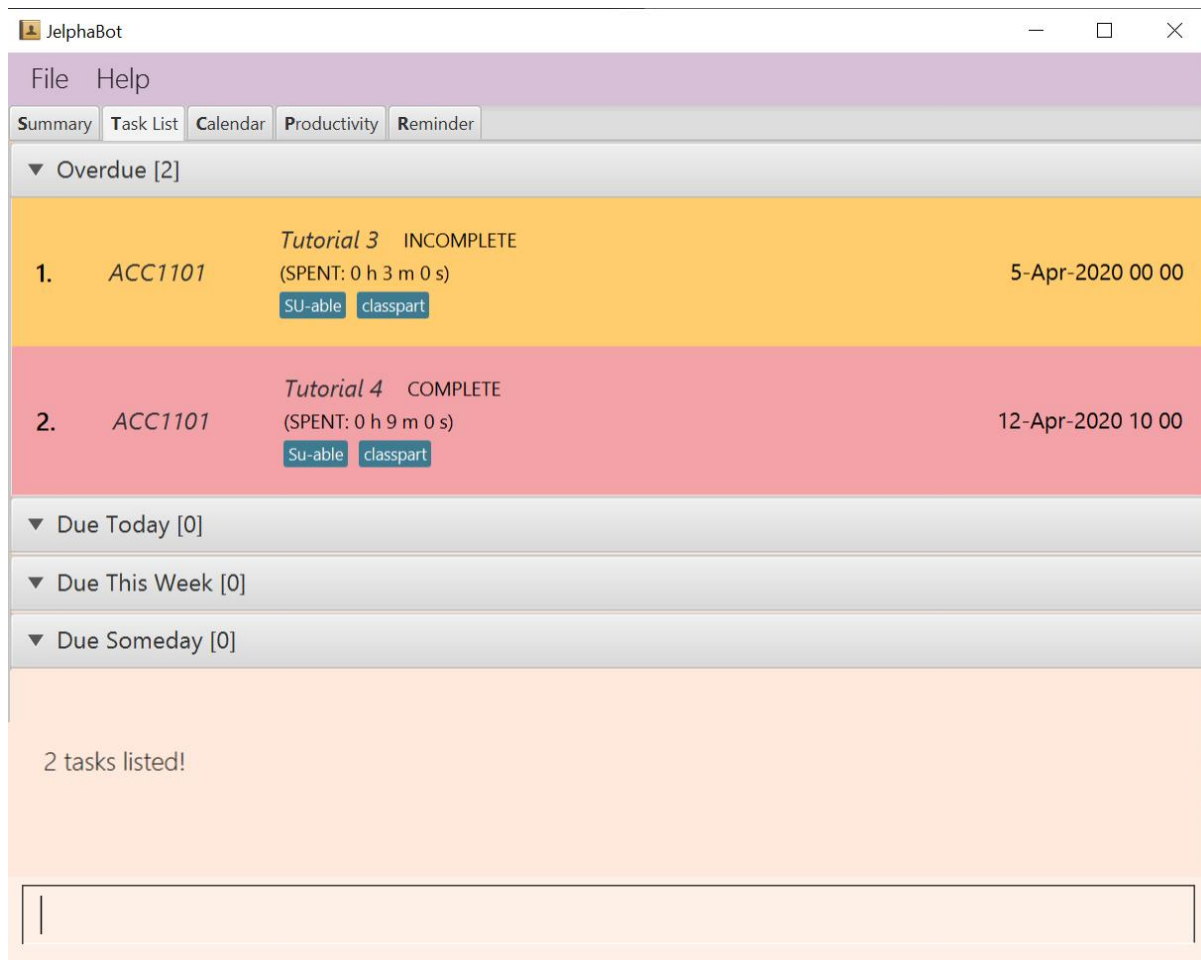 JelphaBot
File Help
Summary Task List Calendar Productivity Reminder
Overdue [2]
Tutorial 3 INCOMPLETE
1. ACC1101 (SPENT: 0 h 3 m 0 s) 5-Apr-2020 00 00
SU-able classpart
Tutorial 4 COMPLETE
2. ACC1101 (SPENT: 0 h 9 m 0 s) 12-Apr-2020 10 00
Su-able classpart
Due Today [0]
Due This Week [0]
Due Someday [0]
2 tasks listed!